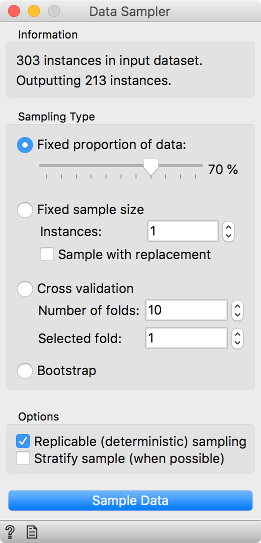 Data Sampler
Information
303 instances in input dataset.
Outputting 213 instances.
Sampling Type
Fixed proportion of data:
70 %
Fixed sample size
Instances: 1
Sample with replacement
Cross validation
Number of folds: 10
Selected fold: 1
Bootstrap
Options
Replicable (deterministic) sampling
Stratify sample (when possible)
Sample Data
?